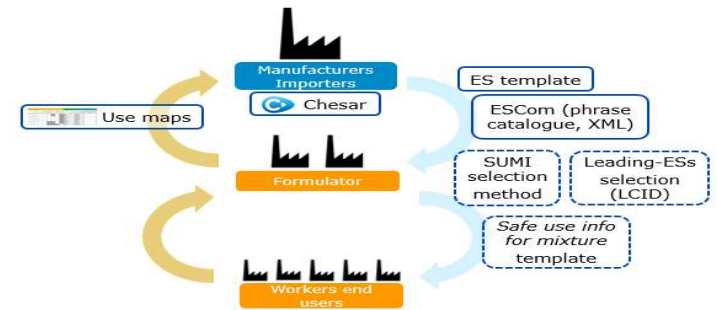 Manufacturers
Importers
Chesar
Use maps
ES template
ESCom (phrase
catalogue, XML)
Formulator
SUMI
selection
method
Leading-ESs
selection
(LCID)
Safe use info
for mixture
template
Workers end
users